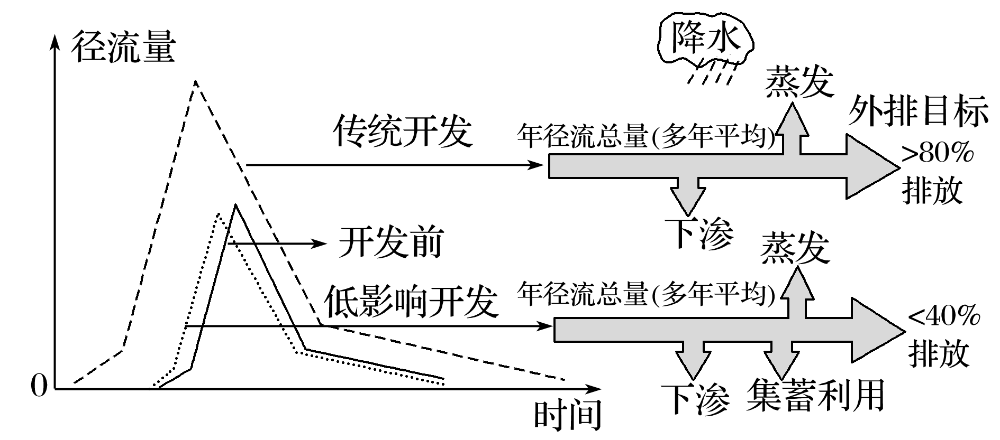 径流量
降水
蒸发
外排目标
传统开发
年径流总量(多年平均)
>80%
排放
下渗
开发前
蒸发
低影响开发
年径流总量(多年平均)
<40%
排放
0
下渗
集蓄利用
时间